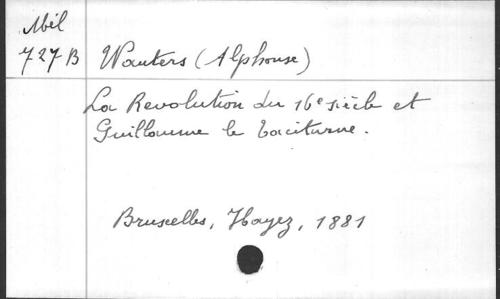 Mél
727 B Wauters (Alphonse)
La Revolution du 16e siècle et
Guillaume le taciturne.
Bruxelles, Hayez, 1881